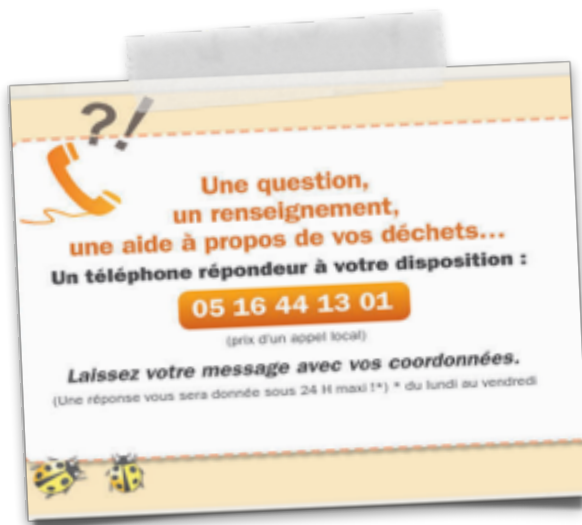 ?!
Une question,
un renseignement,
une aide à propos de vos déchets...
Un téléphone répondeur à votre disposition :
05 16 44 13 01
(prix d'un appel local)
Laissez votre message avec vos coordonnées.
(Une réponse vous sera donnée sous 24 H maxi !*) * du lundi au vendredi